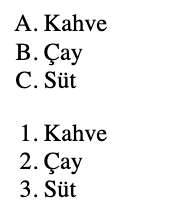 A. Kahve
B. Çay
C. Süt
1. Kahve
2. Çay
3. Süt